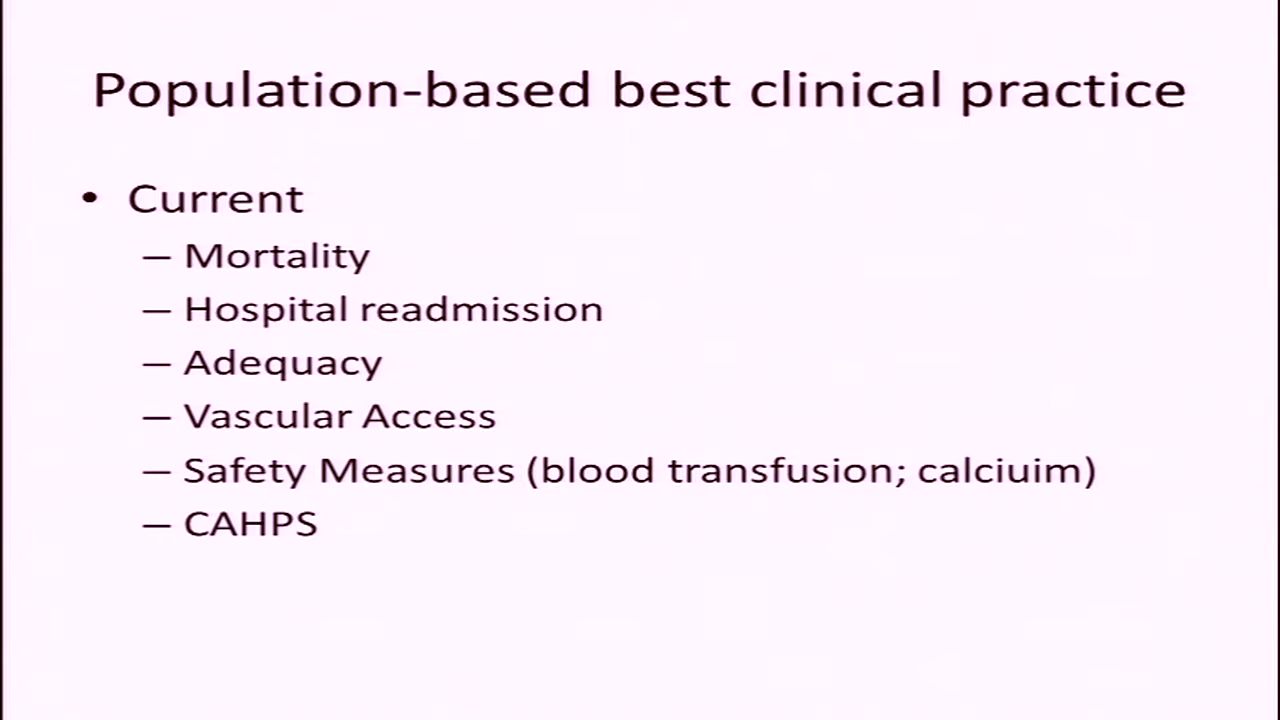 Population-based best clinical practice
• Current
– Mortality
– Hospital readmission
– Adequacy
– Vascular Access
– Safety Measures (blood transfusion; calciuim)
– CAHPS